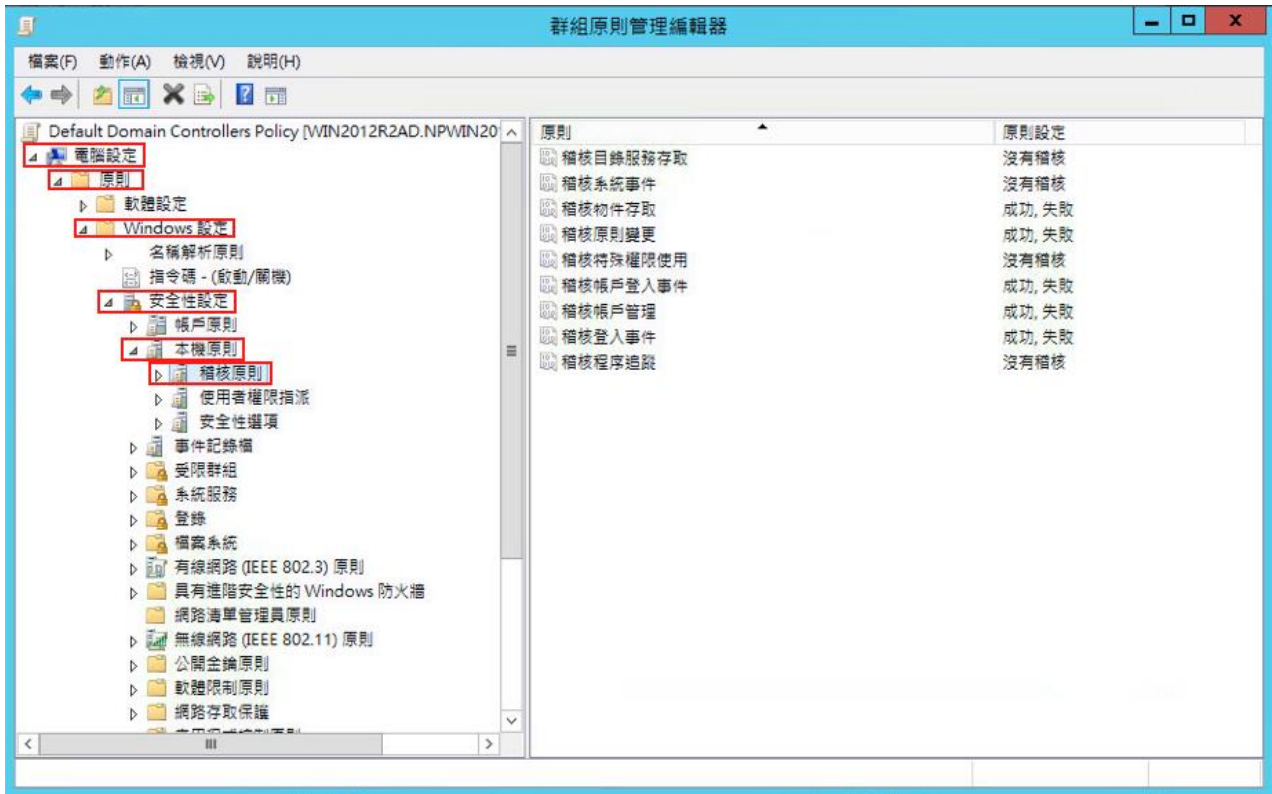 群組原則管理編輯器
檔案(F) 動作(A) 檢視(V) 說明(H)
Default Domain Controllers Policy [WIN2012R2AD.NPWIN20
電腦設定
原則
軟體設定
Windows 設定
名稱解析原則
指令碼 - (啟動/關機)
安全性設定
帳戶原則
本機原則
稽核原則
使用者權限指派
安全性選項
事件記錄檔
受限群組
系統服務
登錄
檔案系統
有線網路 (IEEE 802.3) 原則
具有進階安全性的 Windows 防火牆
網路清單管理員原則
無線網路 (IEEE 802.11) 原則
公開金鑰原則
軟體限制原則
網路存取保護
原則 原則設定
稽核目錄服務存取 沒有稽核
稽核系統事件 沒有稽核
稽核物件存取 成功, 失敗
稽核原則變更 成功, 失敗
稽核特殊權限使用 沒有稽核
稽核帳戶登入事件 成功, 失敗
稽核帳戶管理 成功, 失敗
稽核登入事件 成功, 失敗
稽核程序追蹤 沒有稽核